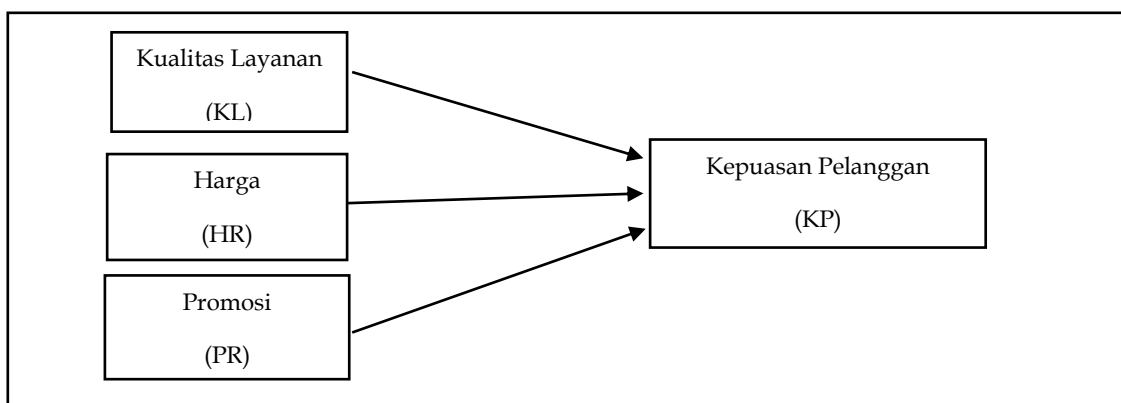 Kualitas Layanan
(KL)
Harga
(HR)
Promosi
(PR)
Kepuasan Pelanggan
(KP)